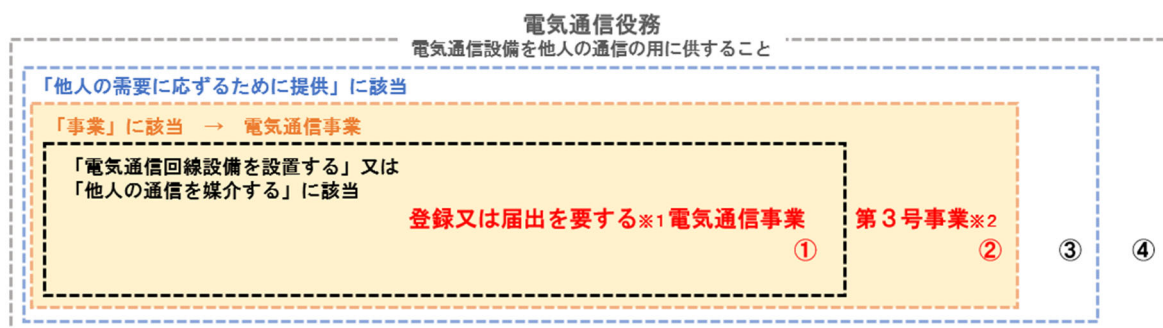 電気通信役務
電気通信設備を他人の通信の用に供すること
「他人の需要に応ずるために提供」に該当
「事業」に該当 → 電気通信事業
「電気通信回線設備を設置する」又は
「他人の通信を媒介する」に該当
登録又は届出を要する※1電気通信事業 第3号事業※2
① ② ③ ④